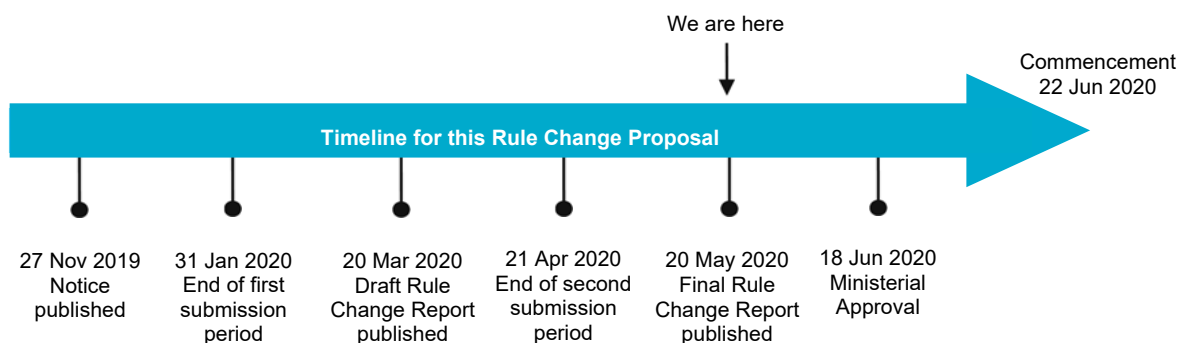 We are here
Commencement
22 Jun 2020
Timeline for this Rule Change Proposal
27 Nov 2019
Notice
published
31 Jan 2020
End of first
submission
period
20 Mar 2020
Draft Rule
Change Report
published
21 Apr 2020
End of second
submission
period
20 May 2020
Final Rule
Change Report
published
18 Jun 2020
Ministerial
Approval